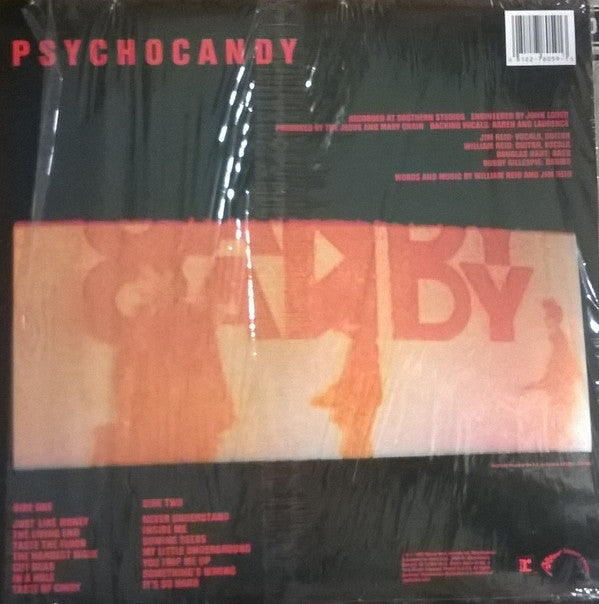 PSYCHOCANDY
RECORDED AT SOUTHERN STUDIOS ENGINEERED BY JOHN LODER
PRODUCED BY THE JESUS AND MARY CHAIN BACKING VOCALS KAREN AND LAURENCE
JIM REID: VOCALS, GUITAR
WILLIAM REID: GUITAR, VOCALS
DOUGLAS HART: BASS
BOBBY GILLESPIE: DRUMS
WORDS AND MUSIC BY WILLIAM REID AND JIM REID
CANDY
CANDY
SIDE ONE
JUST LIKE HONEY
THE LIVING END
TASTE THE FLOOR
THE HARDEST WALK
CUT DEAD
IN A HOLE
TASTE OF CINDY
SIDE TWO
NEVER UNDERSTAND
INSIDE ME
SOWING SEEDS
MY LITTLE UNDERGROUND
YOU TRIP ME UP
SOMETHING'S WRONG
IT'S SO HARD